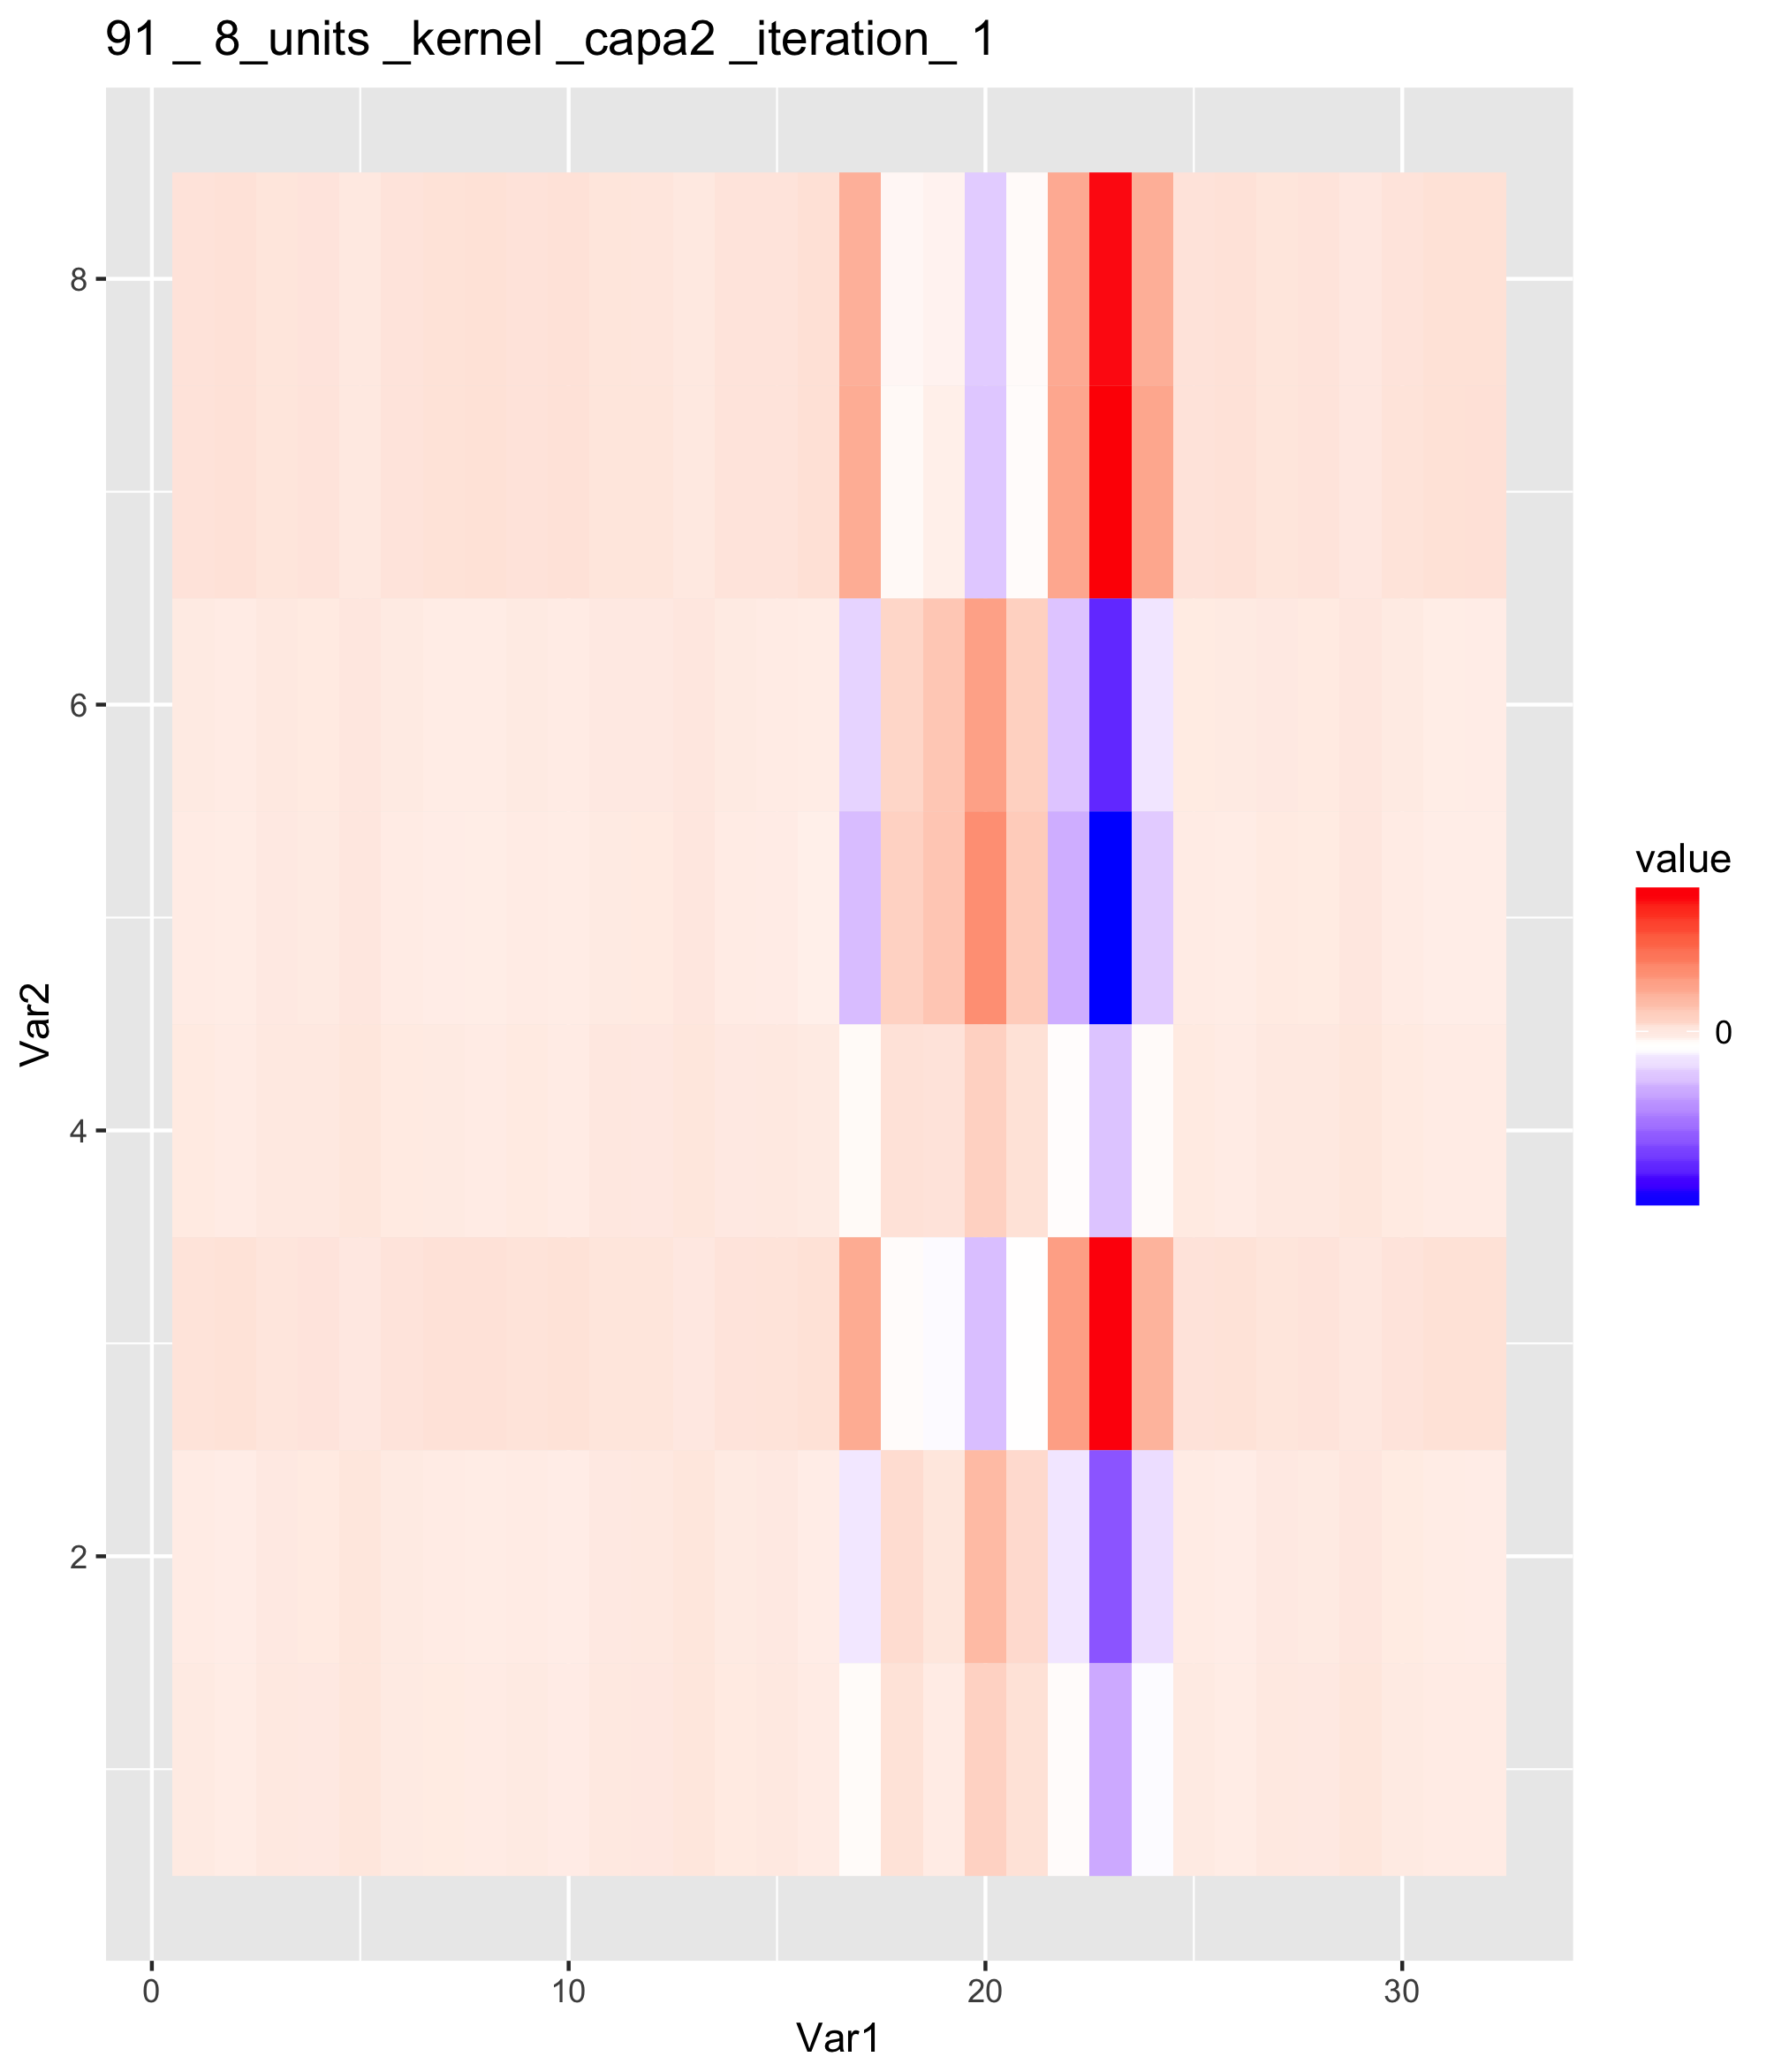 91 _ 8_units _kernel _capa2 _iteration_ 1
8
6
4
2
Var2
0 10 20 30
Var1
value
0